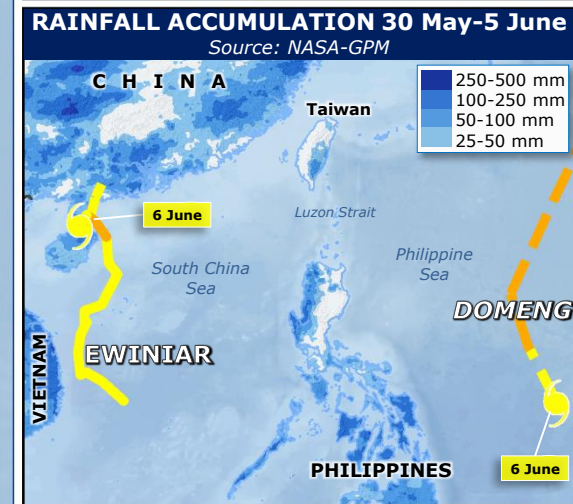 RAINFALL ACCUMULATION 30 May-5 June
Source: NASA-GPM
C H I N A
250-500 mm
100-250 mm
50-100 mm
25-50 mm
Taiwan
6 June
Luzon Strait
South China
Sea
Philippine
Sea
DOMENG
EWINIAR
VIETNAM
PHILIPPINES
6 June